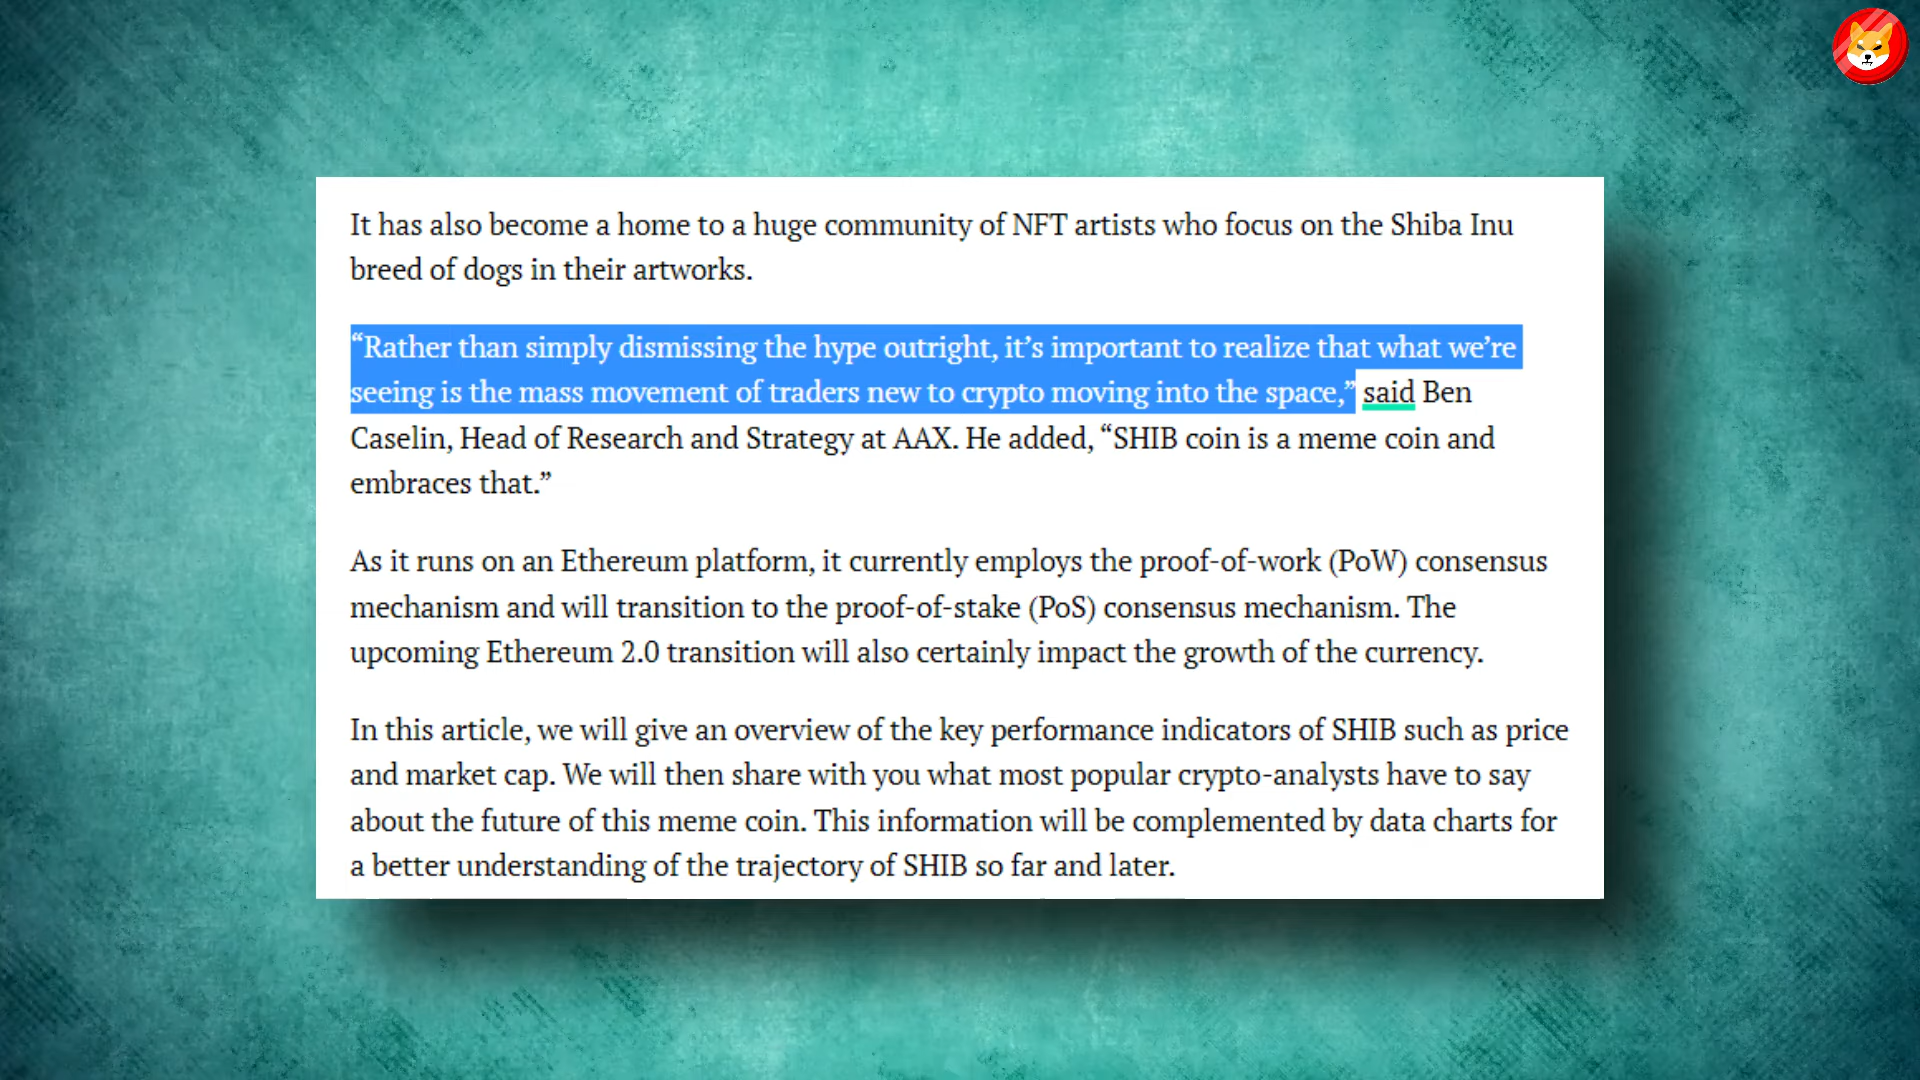 It has also become a home to a huge community of NFT artists who focus on the Shiba Inu
breed of dogs in their artworks.
“Rather than simply dismissing the hype outright, it’s important to realize that what we’re
seeing is the mass movement of traders new to crypto moving into the space,” said Ben
Caselin, Head of Research and Strategy at AAX. He added, “SHIB coin is a meme coin and
embraces that.”
As it runs on an Ethereum platform, it currently employs the proof-of-work (PoW) consensus
mechanism and will transition to the proof-of-stake (PoS) consensus mechanism. The
upcoming Ethereum 2.0 transition will also certainly impact the growth of the currency.
In this article, we will give an overview of the key performance indicators of SHIB such as price
and market cap. We will then share with you what most popular crypto-analysts have to say
about the future of this meme coin. This information will be complemented by data charts for
a better understanding of the trajectory of SHIB so far and later.